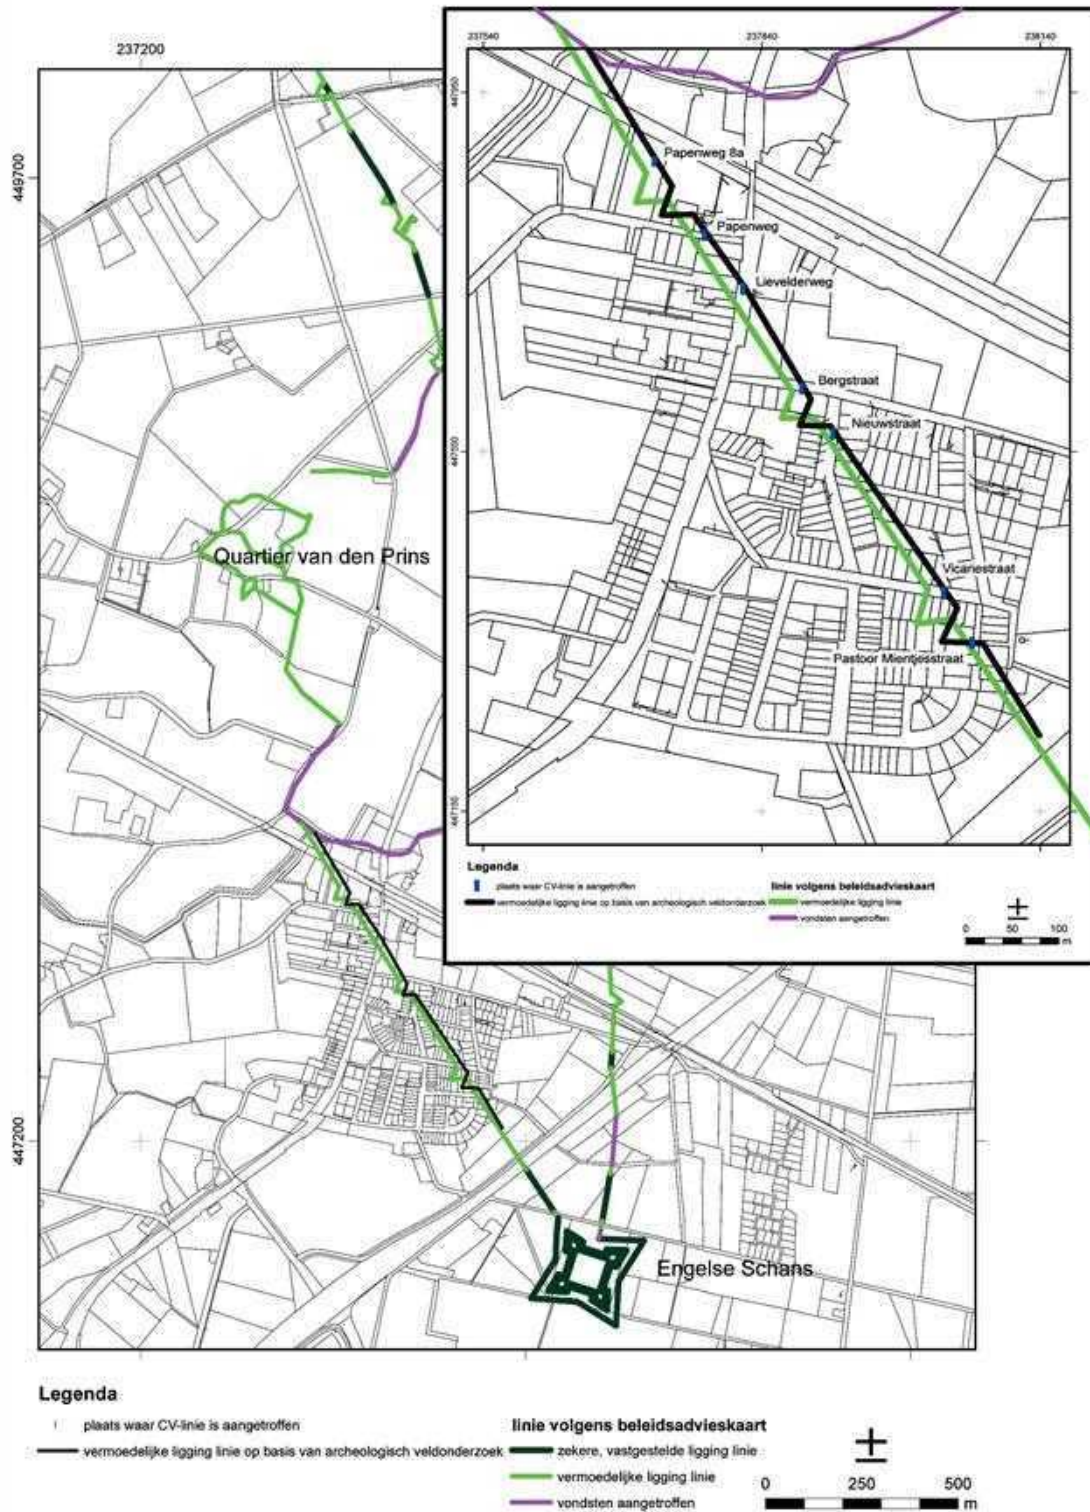 237200
449700
447200
237540
237840
238140
447950
447550
447150
Papenweg 8a
Papenweg
Lievelderweg
Bergstraat
Nieuwstraat
Vicariestraat
Pastoor Mientjesstraat
Legenda
plaats waar CV-linie is aangetroffen
vermoedelijke ligging linie op basis van archeologisch veldonderzoek
linie volgens beleidsadvieskaart
vermoedelijke ligging linie
vondsten aangetroffen
0 50 100
m
Quartier van den Prins
Engelse Schans
Legenda
plaats waar CV-linie is aangetroffen
vermoedelijke ligging linie op basis van archeologisch veldonderzoek
linie volgens beleidsadvieskaart
zekere, vastgestelde ligging linie
vermoedelijke ligging linie
vondsten aangetroffen
0 250 500
m